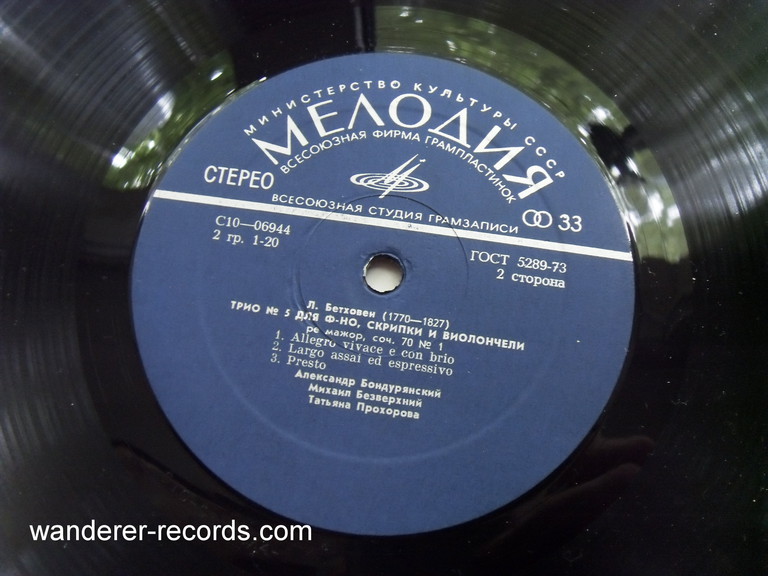 МИНИСТЕРСТВО КУЛЬТУРЫ СССР
МЕЛОДИЯ
ВСЕСОЮЗНАЯ ФИРМА ГРАМПЛАСТИНОК
СТЕРЕО
ВСЕСОЮЗНАЯ СТУДИЯ ГРАМЗАПИСИ
33
С10—06944
2 гр. 1-20
ГОСТ 5289-73
2 сторона
Л. Бетховен (1770—1827)
ТРИО № 5 ДЛЯ Ф-НО, СКРИПКИ И ВИОЛОНЧЕЛИ
ре мажор, соч. 70 № 1
1. Allegro vivace e con brio
2. Largo assai ed espressivo
3. Presto
Александр Бондурянский
Михаил Безверхний
Татьяна Прохорова
wanderer-records.com